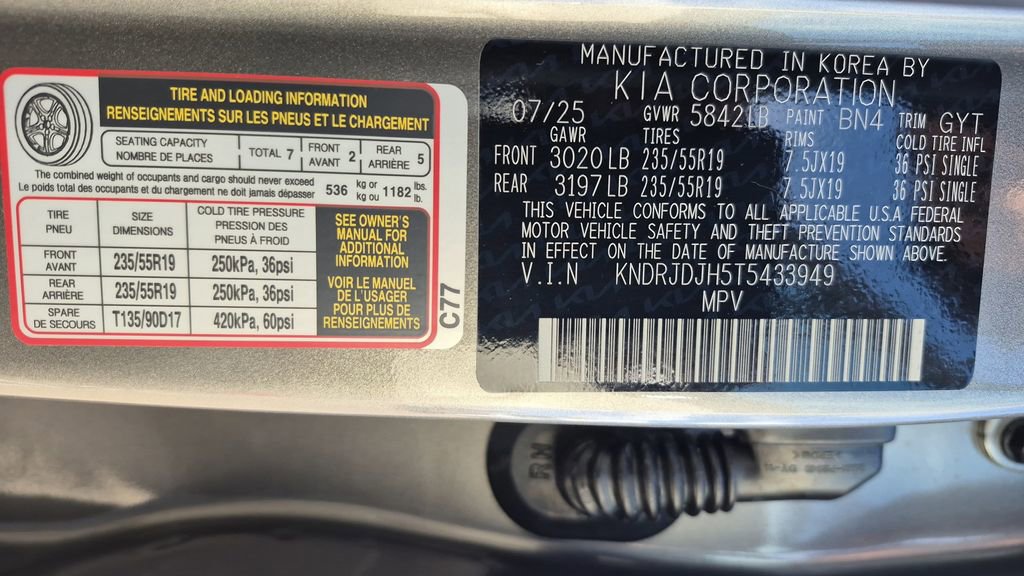 TIRE AND LOADING INFORMATION
RENSEIGNEMENTS SUR LES PNEUS ET LE CHARGEMENT
SEATING CAPACITY
NOMBRE DE PLACES
TOTAL 7
FRONT
AVANT 2
REAR
ARRIÈRE 5
The combined weight of occupants and cargo should never exceed
Le poids total des occupants et du chargement ne doit jamais dépasser
536 kg or
kg ou
1182 lbs.
lb.
TIRE
PNEU
SIZE
DIMENSIONS
COLD TIRE PRESSURE
PRESSION DES
PNEUS À FROID
FRONT
AVANT
235/55R19
250kPa, 36psi
REAR
ARRIÈRE
235/55R19
250kPa, 36psi
SPARE
DE SECOURS
T135/90D17
420kPa, 60psi
SEE OWNER'S
MANUAL FOR
ADDITIONAL
INFORMATION
VOIR LE MANUEL
DE L'USAGER
POUR PLUS DE
RENSEIGNEMENTS
C77
MANUFACTURED IN KOREA BY
KIA CORPORATION
07/25 GVWR 5842LB PAINT BN4 TRIM GYT
GAWR TIRES RIMS COLD TIRE INFL
FRONT 3020LB 235/55R19 7.5JX19 36 PSI SINGLE
REAR 3197LB 235/55R19 7.5JX19 36 PSI SINGLE
THIS VEHICLE CONFORMS TO ALL APPLICABLE U.S.A FEDERAL
MOTOR VEHICLE SAFETY AND THEFT PREVENTION STANDARDS
IN EFFECT ON THE DATE OF MANUFACTURE SHOWN ABOVE.
V.I.N KNDRJDJH5T5433949
MPV
RH